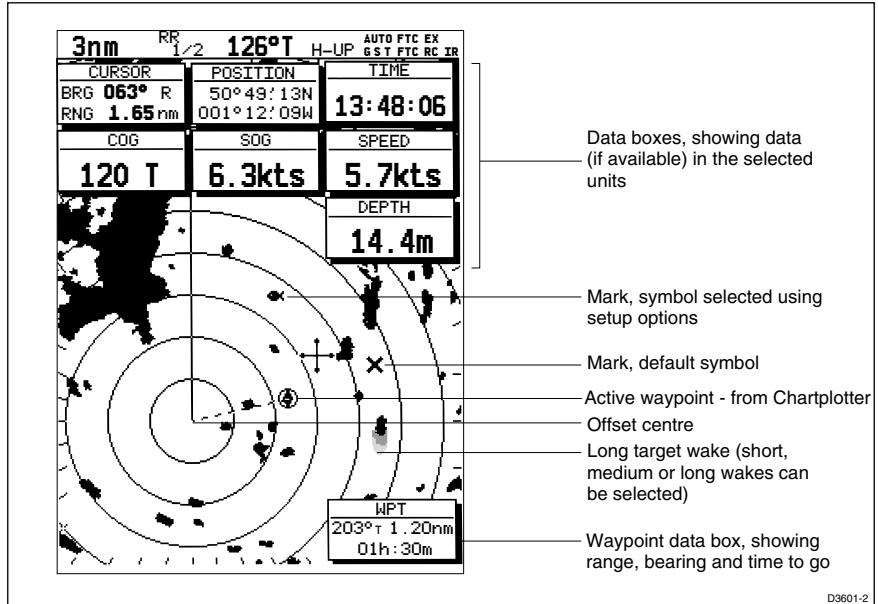 3nm RR 1/2 126°T H-UP AUTO FTC EX
GST FTC RC IR
CURSOR
BRG 063° R
RNG 1.65nm
POSITION
50°49!13N
001°12!09W
TIME
13:48:06
COG
120 T
SOG
6.3kts
SPEED
5.7kts
DEPTH
14.4m
Data boxes, showing data
(if available) in the selected
units
Mark, symbol selected using
setup options
Mark, default symbol
Active waypoint - from Chartplotter
Offset centre
Long target wake (short,
medium or long wakes can
be selected)
WPT
203°T 1.20nm
01h:30m
Waypoint data box, showing
range, bearing and time to go
D3601-2